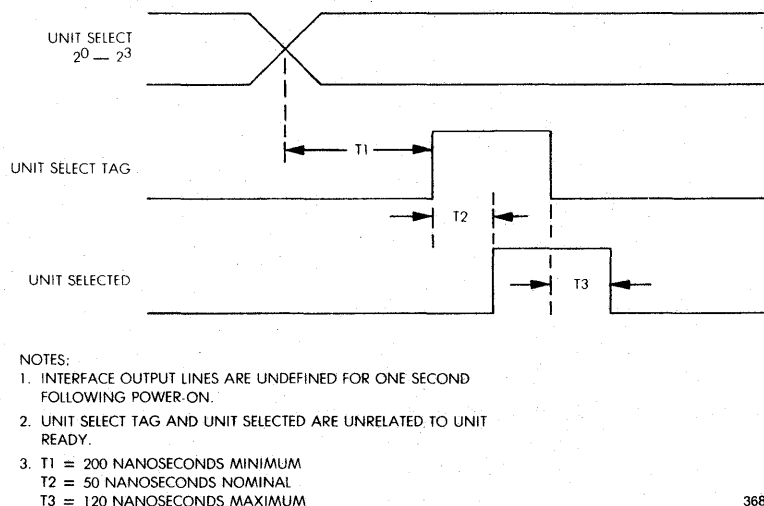 UNIT SELECT
2⁰ — 2³
T1
UNIT SELECT TAG
T2
UNIT SELECTED
T3
NOTES:
1. INTERFACE OUTPUT LINES ARE UNDEFINED FOR ONE SECOND
FOLLOWING POWER-ON.
2. UNIT SELECT TAG AND UNIT SELECTED ARE UNRELATED TO UNIT
READY.
3. T1 = 200 NANOSECONDS MINIMUM
T2 = 50 NANOSECONDS NOMINAL
T3 = 120 NANOSECONDS MAXIMUM
368